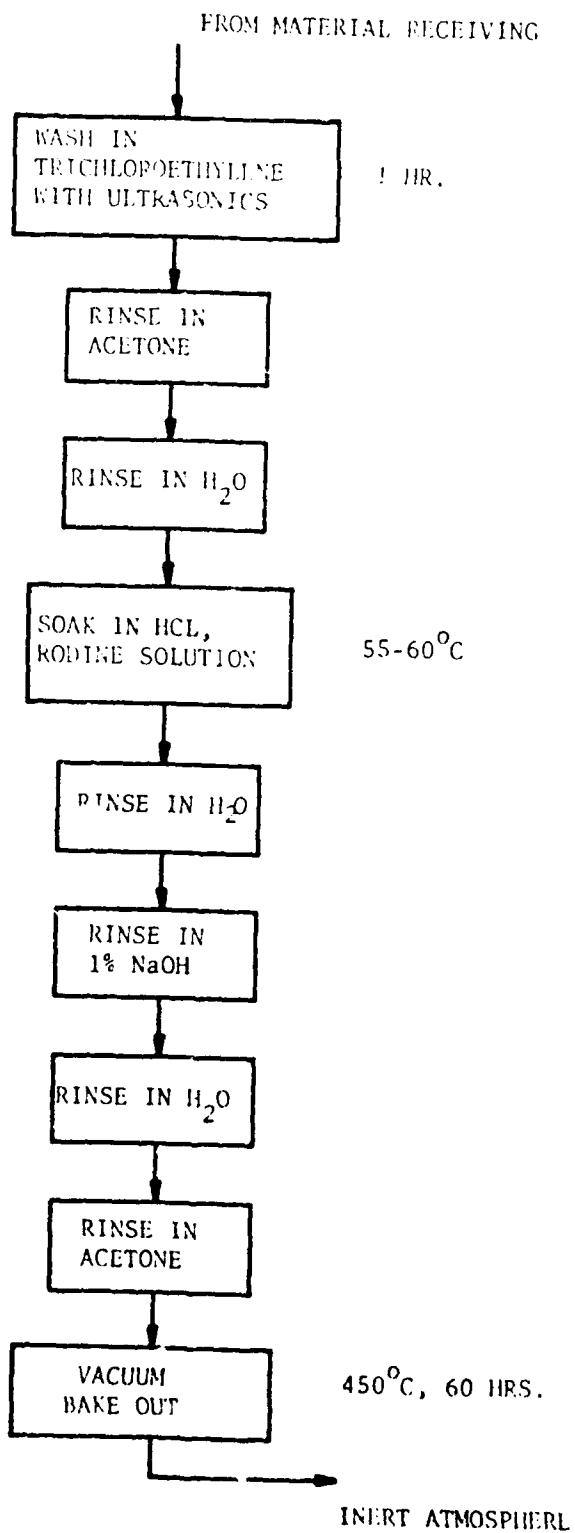 FROM MATERIAL RECEIVING
WASH IN
TRICHLOROETHYLENE
WITH ULTRASONICS
1 HR.
RINSE IN
ACETONE
RINSE IN H₂O
SOAK IN HCL,
RODINE SOLUTION
55-60°C
RINSE IN H₂O
RINSE IN
1% NaOH
RINSE IN H₂O
RINSE IN
ACETONE
VACUUM
BAKE OUT
450°C, 60 HRS.
INERT ATMOSPHERE